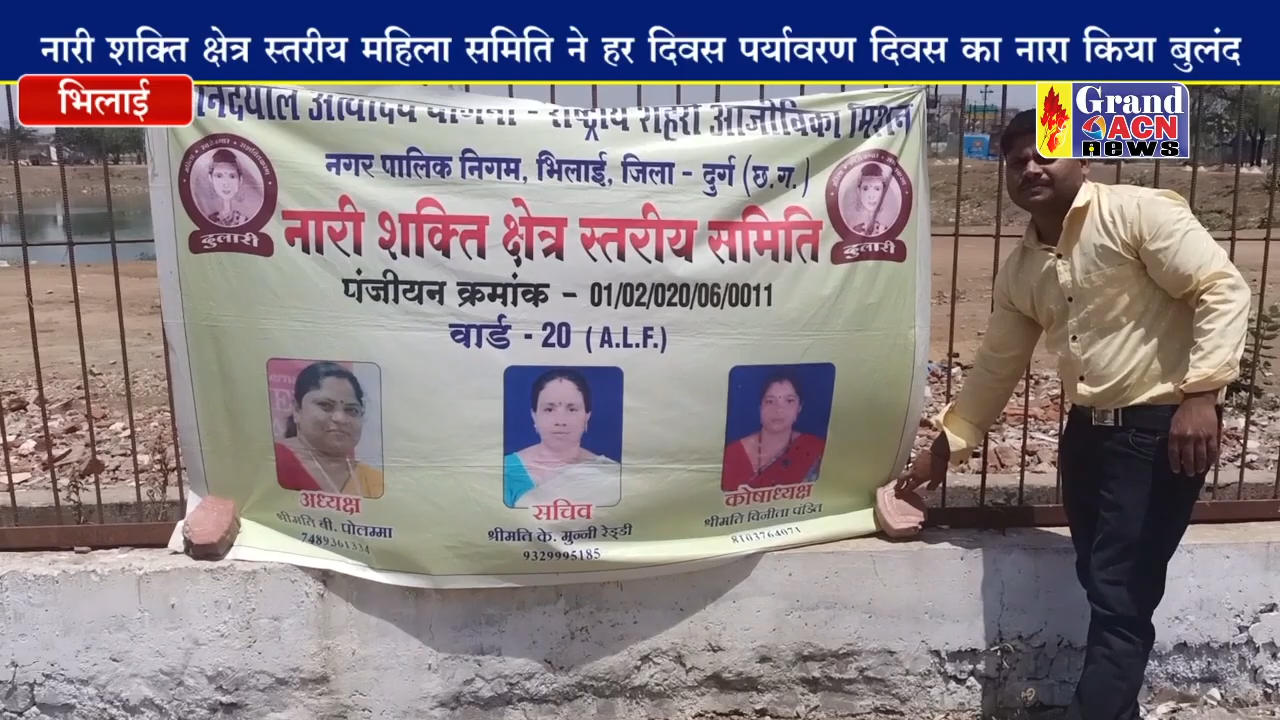 नारी शक्ति क्षेत्र स्तरीय महिला समिति ने हर दिवस पर्यावरण दिवस का नारा किया बुलंद
भिलाई
Grand
ACN
NEWS
राष्ट्रीय शहरी आजीविका मिशन
नगर पालिक निगम, भिलाई, जिला - दुर्ग (छ.ग.)
दुलारी
नारी शक्ति क्षेत्र स्तरीय समिति
दुलारी
पंजीयन क्रमांक - 01/02/020/06/0011
वार्ड - 20 (A.L.F.)
अध्यक्ष
श्रीमति बी. पोलम्मा
7489361334
सचिव
श्रीमति के. मुन्नी रेड्डी
9329995185
कोषाध्यक्ष
श्रीमति विनीता पंडित